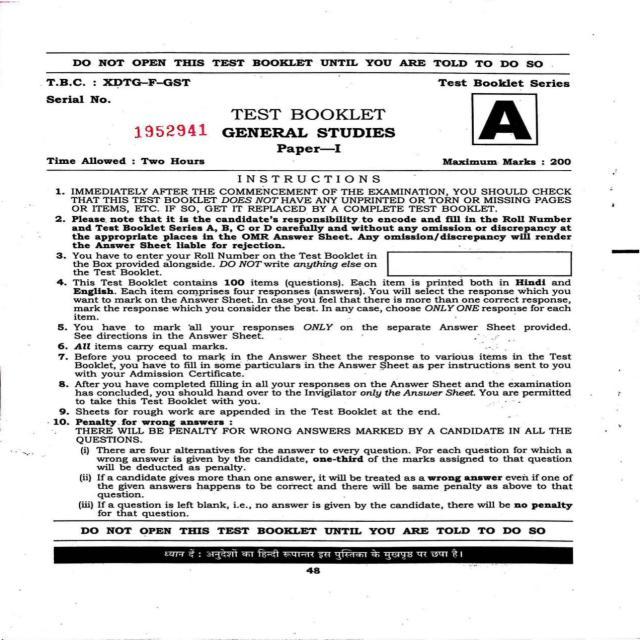 DO NOT OPEN THIS TEST BOOKLET UNTIL YOU ARE TOLD TO DO SO
T.B.C. : XDTG-F-GST
Test Booklet Series
Serial No.
A
TEST BOOKLET
1952941
GENERAL STUDIES
Paper—I
Time Allowed : Two Hours
Maximum Marks : 200
INSTRUCTIONS
1. IMMEDIATELY AFTER THE COMMENCEMENT OF THE EXAMINATION, YOU SHOULD CHECK
THAT THIS TEST BOOKLET DOES NOT HAVE ANY UNPRINTED OR TORN OR MISSING PAGES
OR ITEMS, ETC. IF SO, GET IT REPLACED BY A COMPLETE TEST BOOKLET.
2. Please note that it is the candidate's responsibility to encode and fill in the Roll Number
and Test Booklet Series A, B, C or D carefully and without any omission or discrepancy at
the appropriate places in the OMR Answer Sheet. Any omission/discrepancy will render
the Answer Sheet liable for rejection.
3. You have to enter your Roll Number on the Test Booklet in
the Box provided alongside. DO NOT write anything else on
the Test Booklet.
4. This Test Booklet contains 100 items (questions). Each item is printed both in Hindi and
English. Each item comprises four responses (answers). You will select the response which you
want to mark on the Answer Sheet. In case you feel that there is more than one correct response,
mark the response which you consider the best. In any case, choose ONLY ONE response for each
item.
5. You have to mark all your responses ONLY on the separate Answer Sheet provided.
See directions in the Answer Sheet.
6. All items carry equal marks.
7. Before you proceed to mark in the Answer Sheet the response to various items in the Test
Booklet, you have to fill in some particulars in the Answer Sheet as per instructions sent to you
with your Admission Certificate.
8. After you have completed filling in all your responses on the Answer Sheet and the examination
has concluded, you should hand over to the Invigilator only the Answer Sheet. You are permitted
to take this Test Booklet with you.
9. Sheets for rough work are appended in the Test Booklet at the end.
10. Penalty for wrong answers :
THERE WILL BE PENALTY FOR WRONG ANSWERS MARKED BY A CANDIDATE IN ALL THE
QUESTIONS.
(i) There are four alternatives for the answer to every question. For each question for which a
wrong answer is given by the candidate, one-third of the marks assigned to that question
will be deducted as penalty.
(ii) If a candidate gives more than one answer, it will be treated as a wrong answer even if one of
the given answers happens to be correct and there will be same penalty as above to that
question.
(iii) If a question is left blank, i.e., no answer is given by the candidate, there will be no penalty
for that question.
DO NOT OPEN THIS TEST BOOKLET UNTIL YOU ARE TOLD TO DO SO
ध्यान दें : अनुदेशों का हिन्दी रूपान्तर इस पुस्तिका के मुखपृष्ठ पर छपा है।
48